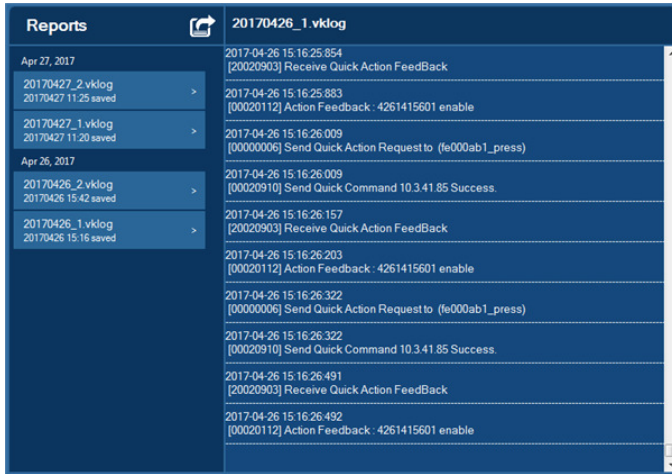 Reports
Apr 27, 2017
20170427_2.vklog
20170427 11:25 saved
>
20170427_1.vklog
20170427 11:20 saved
>
Apr 26, 2017
20170426_2.vklog
20170426 15:42 saved
>
20170426_1.vklog
20170426 15:16 saved
>
20170426_1.vklog
2017-04-26 15:16:25:854
[20020903] Receive Quick Action FeedBack
2017-04-26 15:16:25:883
[00020112] Action Feedback : 4261415601 enable
2017-04-26 15:16:26:009
[00000006] Send Quick Action Request to (fe000ab1_press)
2017-04-26 15:16:26:009
[00020910] Send Quick Command 10.3.41.85 Success.
2017-04-26 15:16:26:157
[20020903] Receive Quick Action FeedBack
2017-04-26 15:16:26:203
[00020112] Action Feedback : 4261415601 enable
2017-04-26 15:16:26:322
[00000006] Send Quick Action Request to (fe000ab1_press)
2017-04-26 15:16:26:322
[00020910] Send Quick Command 10.3.41.85 Success.
2017-04-26 15:16:26:491
[20020903] Receive Quick Action FeedBack
2017-04-26 15:16:26:492
[00020112] Action Feedback : 4261415601 enable